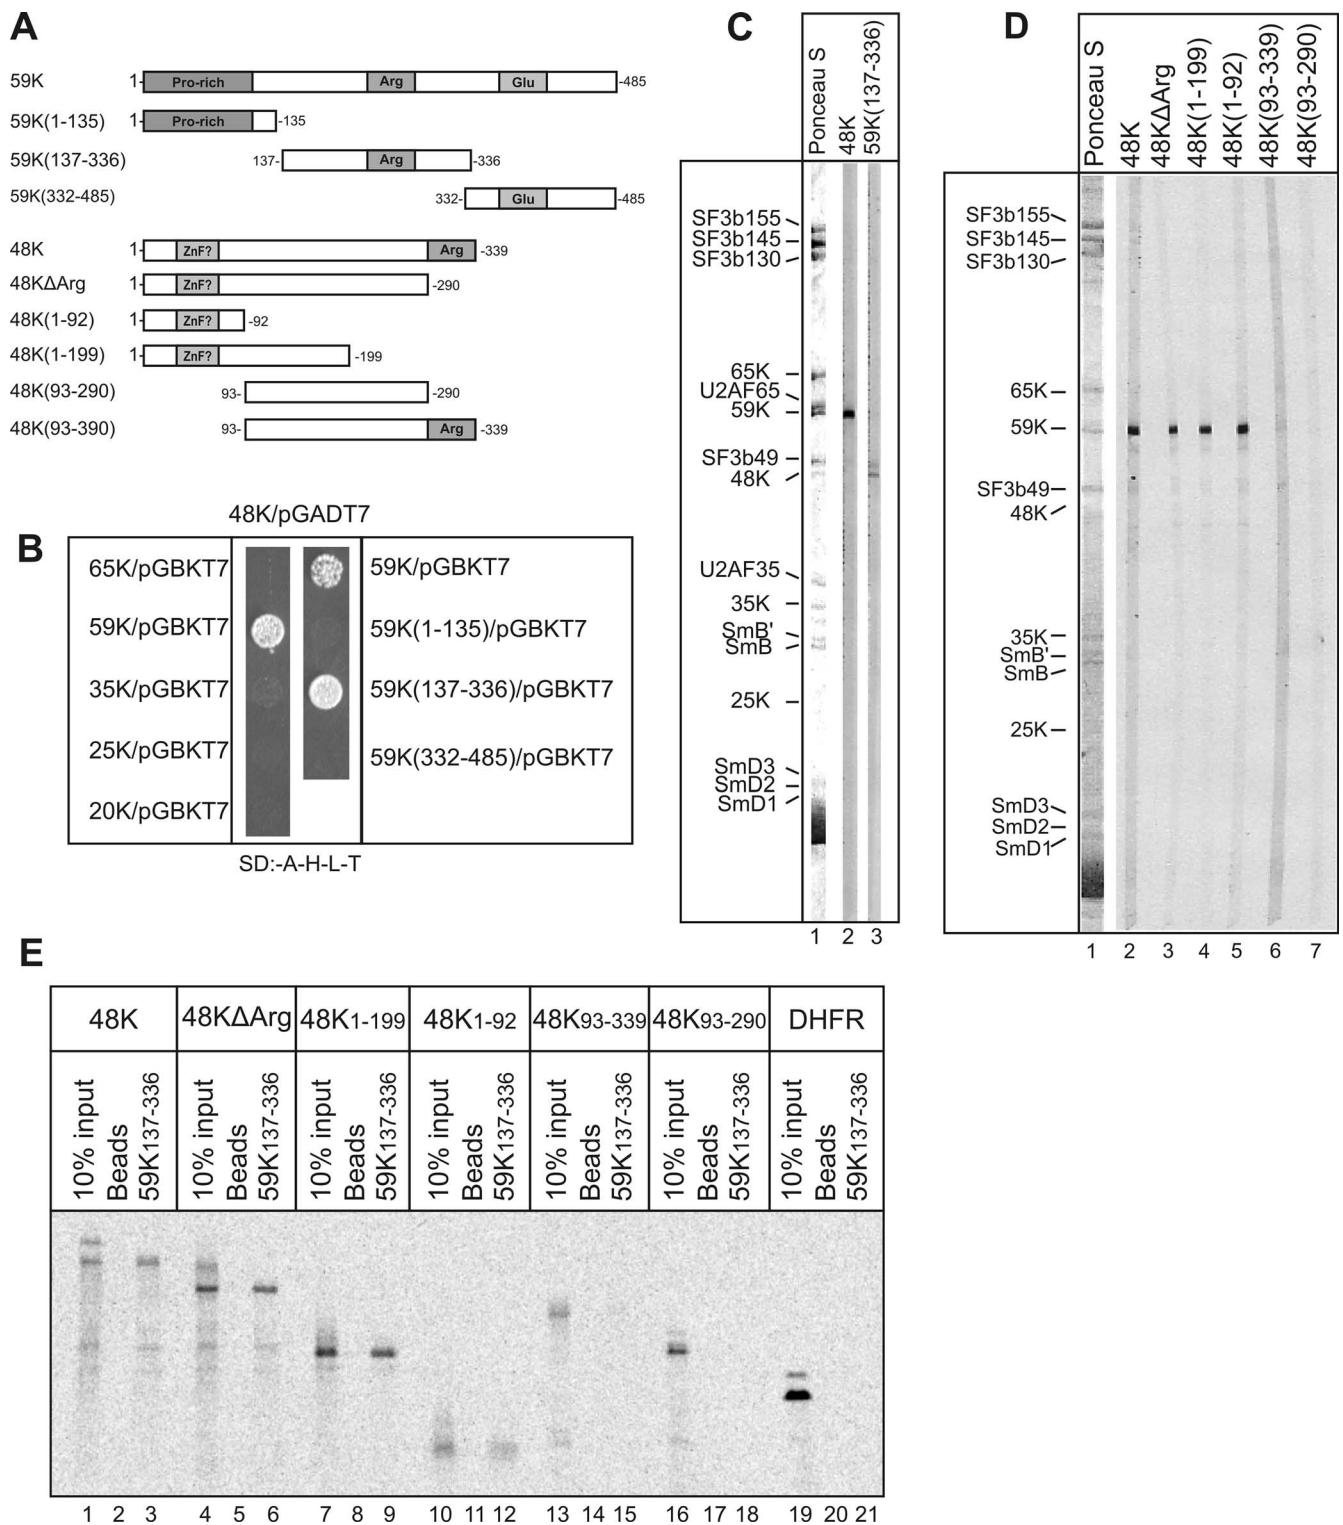 A
59K 1- Pro-rich Arg Glu -485
59K(1-135) 1- Pro-rich -135
59K(137-336) 137- Arg -336
59K(332-485) 332- Glu -485
48K 1- ZnF? Arg -339
48KΔArg 1- ZnF? -290
48K(1-92) 1- ZnF? -92
48K(1-199) 1- ZnF? -199
48K(93-290) 93- -290
48K(93-390) 93- Arg -339
B
48K/pGADT7
65K/pGBKT7
59K/pGBKT7
35K/pGBKT7
25K/pGBKT7
20K/pGBKT7
59K/pGBKT7
59K(1-135)/pGBKT7
59K(137-336)/pGBKT7
59K(332-485)/pGBKT7
SD:-A-H-L-T
C
Ponceau S
48K
59K(137-336)
SF3b155
SF3b145
SF3b130
65K
U2AF65
59K
SF3b49
48K
U2AF35
35K
SmB'
SmB
25K
SmD3
SmD2
SmD1
1 2 3
D
Ponceau S
48K
48KΔArg
48K(1-199)
48K(1-92)
48K(93-339)
48K(93-290)
SF3b155
SF3b145
SF3b130
65K
59K
SF3b49
48K
35K
SmB'
SmB
25K
SmD3
SmD2
SmD1
1 2 3 4 5 6 7
E
48K 48KΔArg 48K1-199 48K1-92 48K93-339 48K93-290 DHFR
10% input Beads 59K137-336 10% input Beads 59K137-336 10% input Beads 59K137-336 10% input Beads 59K137-336 10% input Beads 59K137-336 10% input Beads 59K137-336 10% input Beads 59K137-336
1 2 3 4 5 6 7 8 9 10 11 12 13 14 15 16 17 18 19 20 21